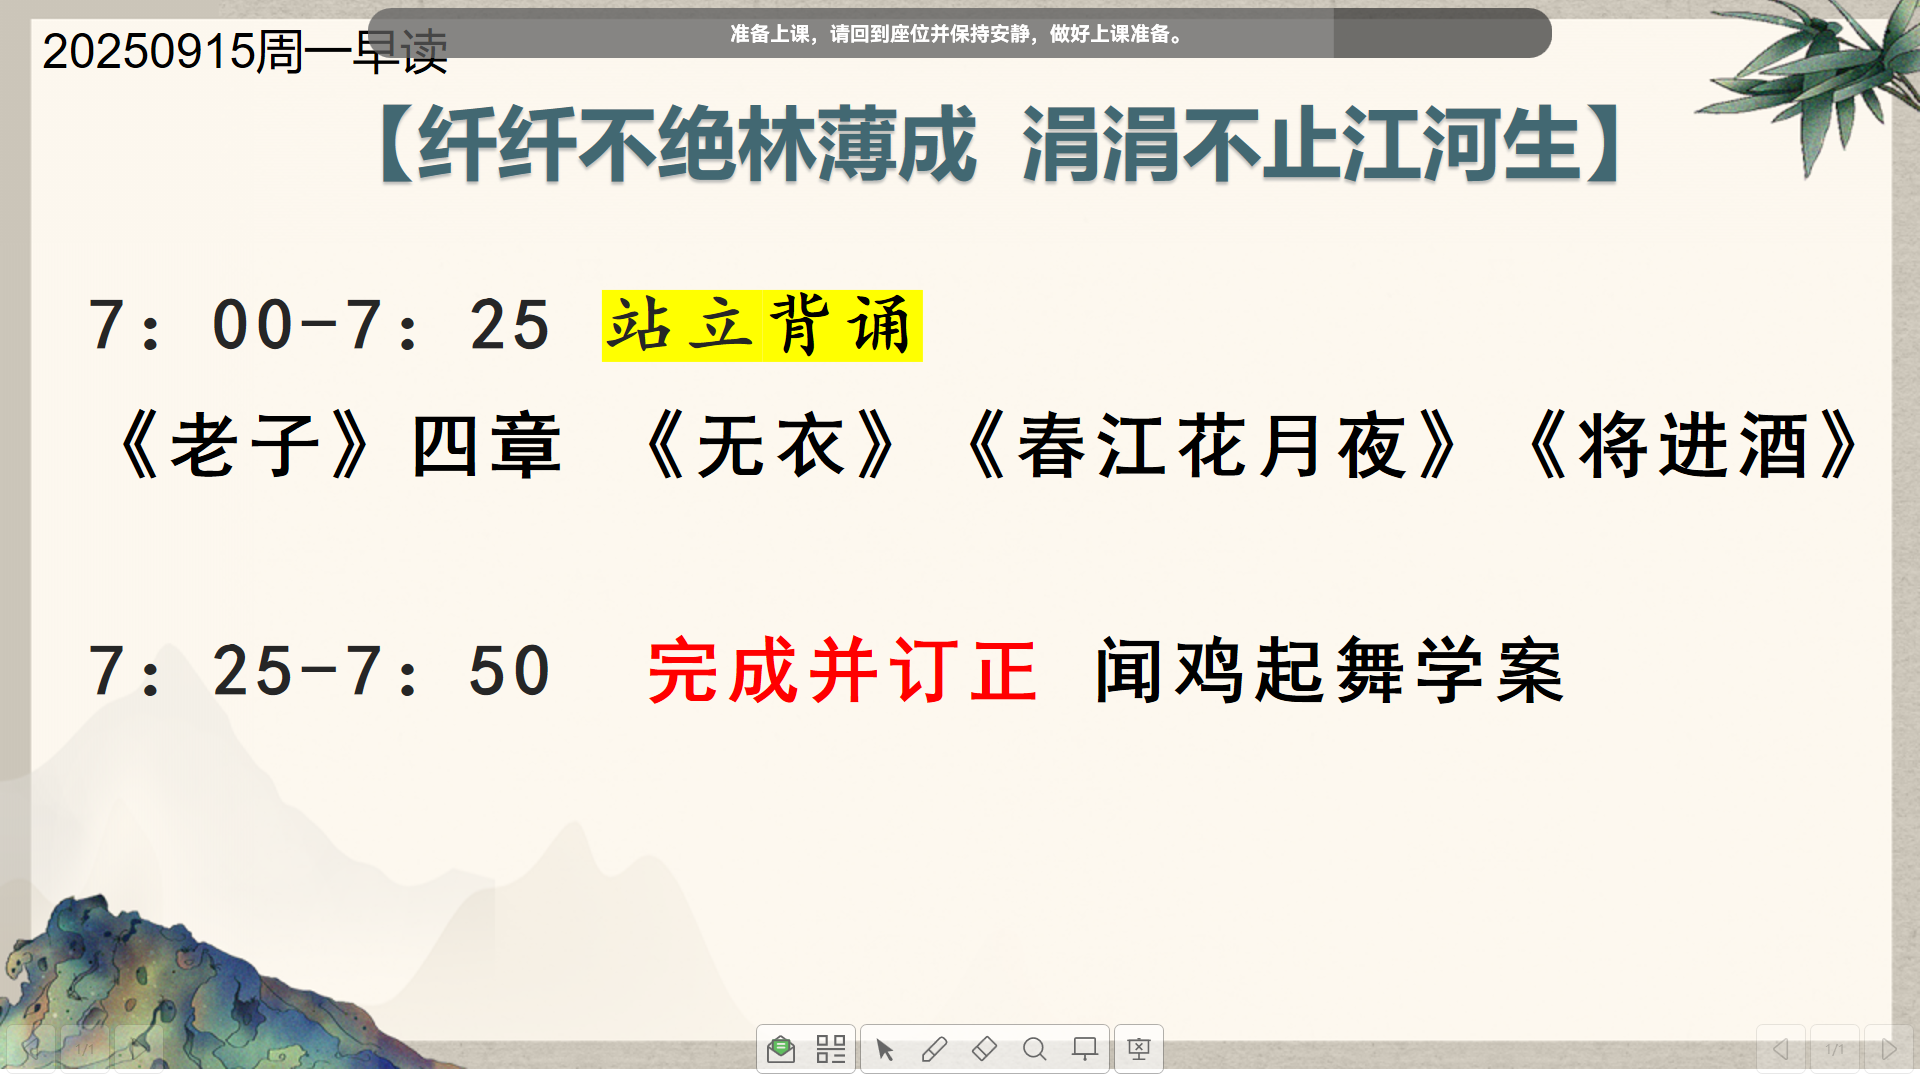 准备上课，请回到座位并保持安静，做好上课准备。
20250915周一早读
【纤纤不绝林薄成 涓涓不止江河生】
7：00-7：25 站立背诵
《老子》四章 《无衣》《春江花月夜》《将进酒》
7：25-7：50 完成并订正 闻鸡起舞学案
1/1
1/1